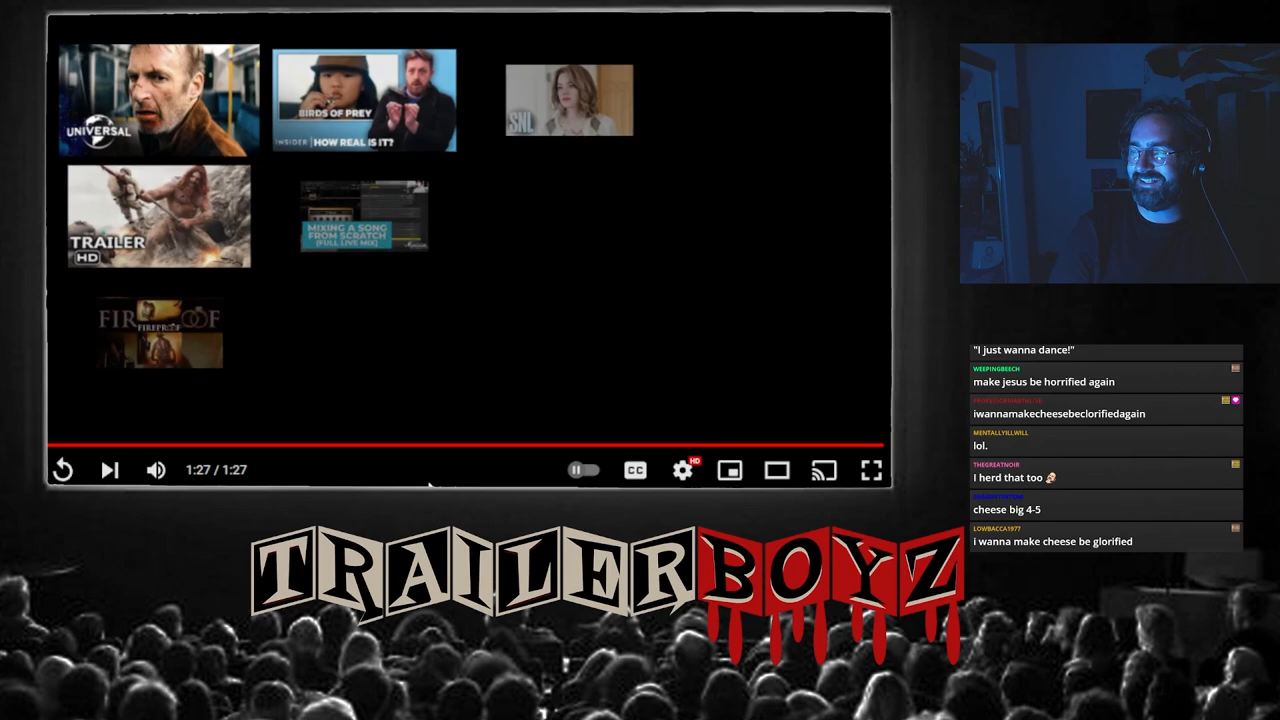 UNIVERSAL
BIRDS OF PREY
INSIDER | HOW REAL IS IT?
SNL
TRAILER
HD
MIXING A SONG
FROM SCRATCH
(FULL LIVE MIX)
FIREPROOF
FIREPROOF
1:27 / 1:27
CC
HD
"I just wanna dance!"
WEEPINGBEECH
make jesus be horrified again
iwannamakecheesebeclorifiedagain
MENTALLYILLWILL
lol.
THEGREATNOIR
I herd that too
cheese big 4-5
LOWBACCA1977
i wanna make cheese be glorified
TRAILERBOYZ